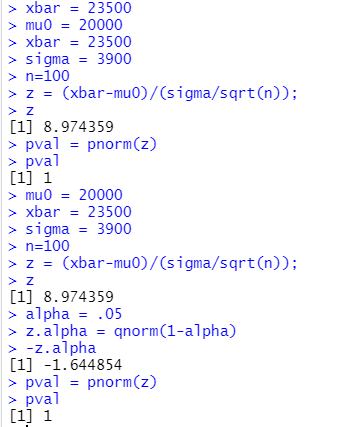 > xbar = 23500
> mu0 = 20000
> xbar = 23500
> sigma = 3900
> n=100
> z = (xbar-mu0)/(sigma/sqrt(n));
> z
[1] 8.974359
> pval = pnorm(z)
> pval
[1] 1
> mu0 = 20000
> xbar = 23500
> sigma = 3900
> n=100
> z = (xbar-mu0)/(sigma/sqrt(n));
> z
[1] 8.974359
> alpha = .05
> z.alpha = qnorm(1-alpha)
> -z.alpha
[1] -1.644854
> pval = pnorm(z)
> pval
[1] 1